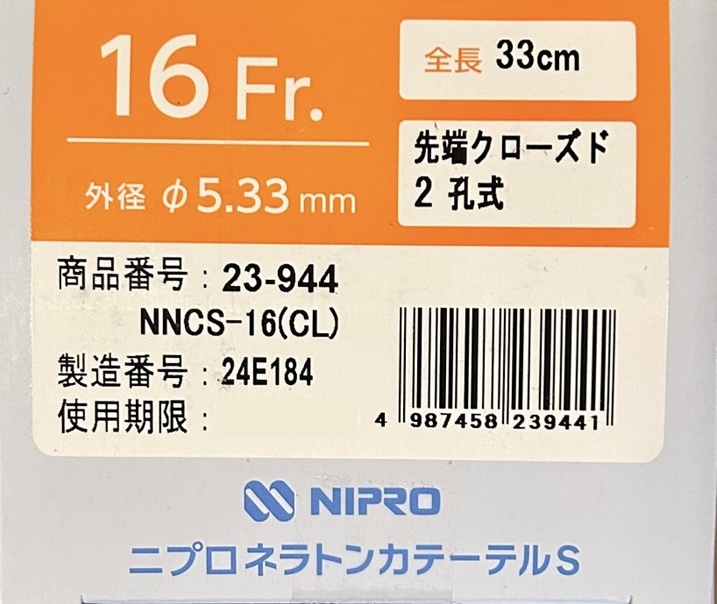 16 Fr.
外径 φ5.33 mm
全長 33cm
先端クローズド
2 孔式
商品番号：23-944
NNCS-16(CL)
製造番号：24E184
使用期限：
4 987458 239441
NIPRO
ニプロネラトンカテーテルS